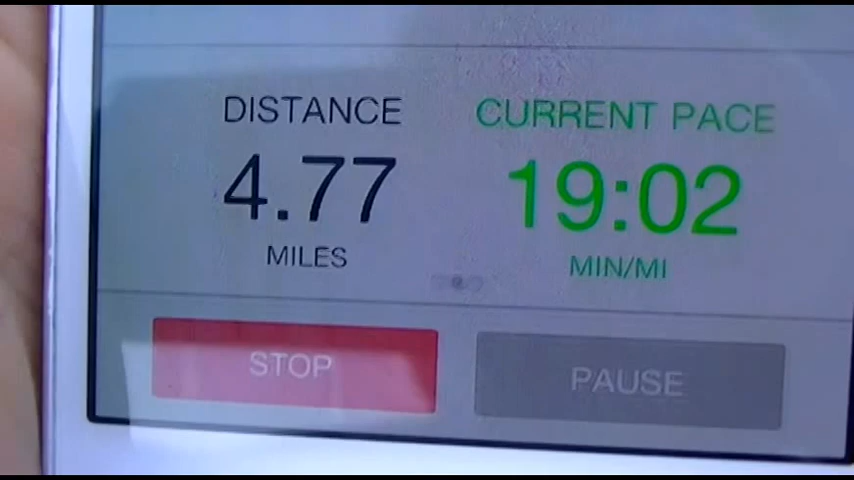 DISTANCE
4.77
MILES
CURRENT PACE
19:02
MIN/MI
STOP
PAUSE